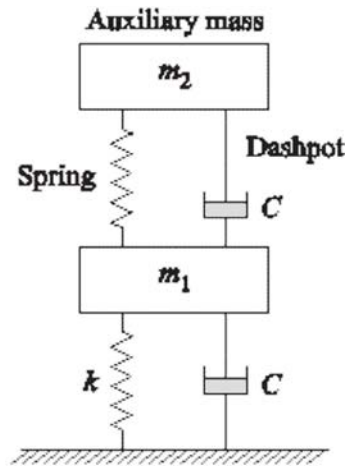 Auxiliary mass
m₂
Spring
Dashpot
C
m₁
k
C